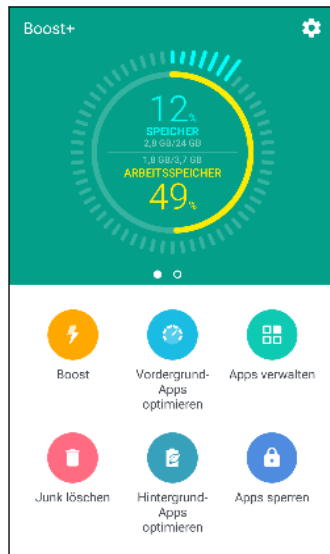 Boost+
12%
SPEICHER
2,8 GB/24 GB
1,8 GB/3,7 GB
ARBEITSSPEICHER
49%
Boost
Vordergrund-
Apps
optimieren
Apps verwalten
Junk löschen
Hintergrund-
Apps
optimieren
Apps sperren